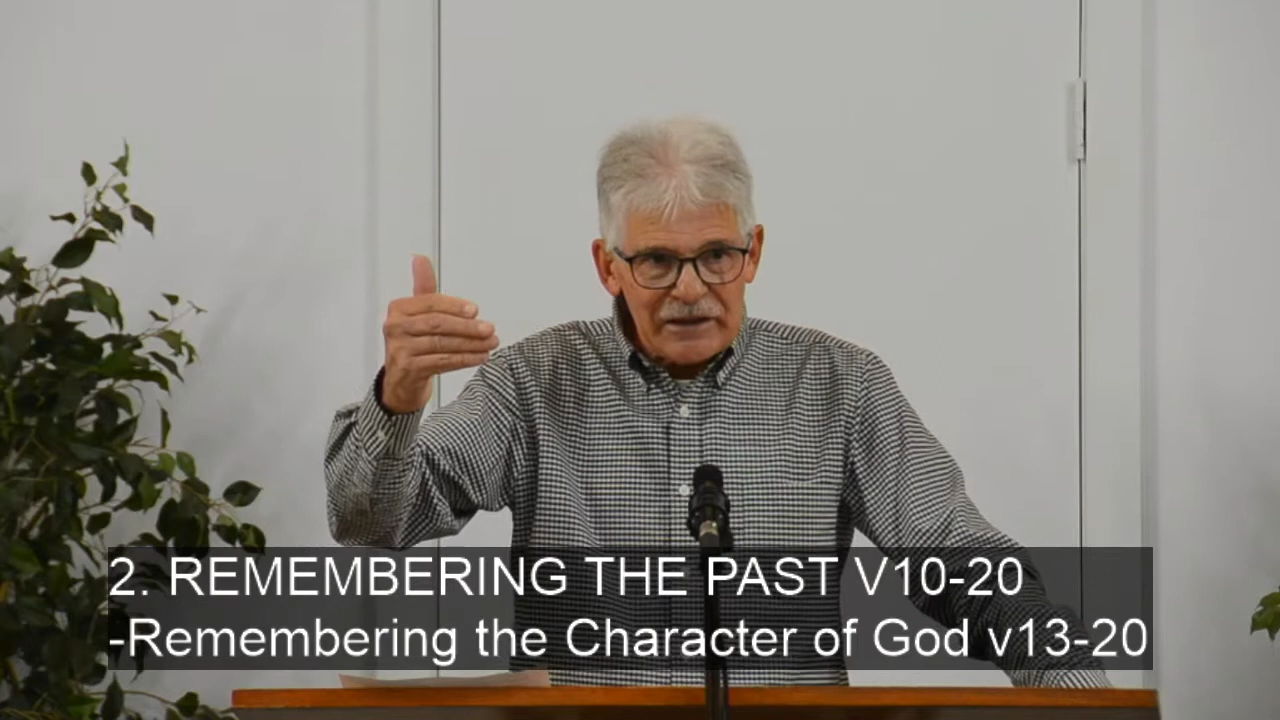 2. REMEMBERING THE PAST V10-20
-Remembering the Character of God v13-20